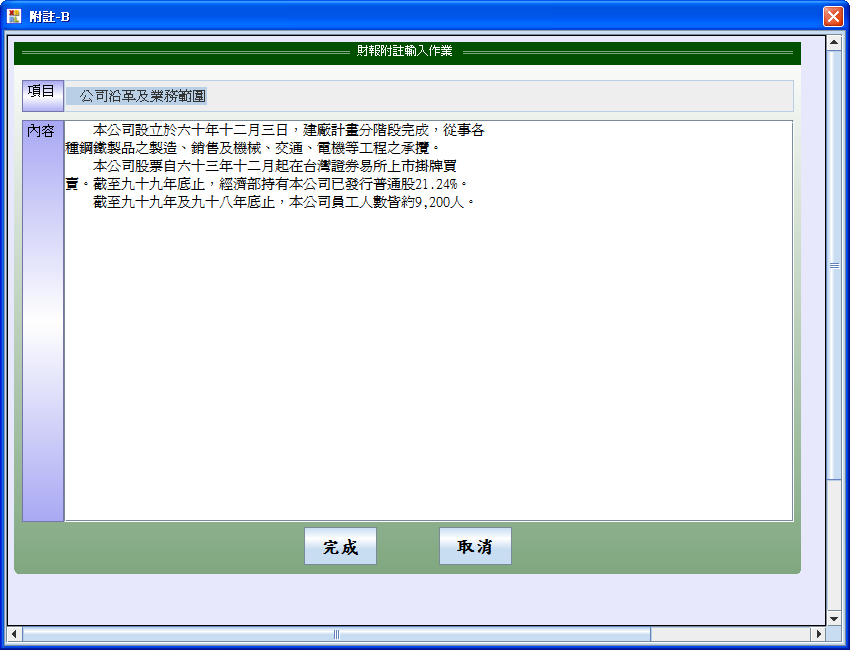 附註-B
財報附註輸入作業
項目
公司沿革及業務範圍
內容
本公司設立於六十年十二月三日，建廠計畫分階段完成，從事各
種鋼鐵製品之製造、銷售及機械、交通、電機等工程之承攬。
本公司股票自六十三年十二月起在台灣證券易所上市掛牌買
賣。截至九十九年底止，經濟部持有本公司已發行普通股21.24%。
截至九十九年及九十八年底止，本公司員工人數皆約9,200人。
完成
取消